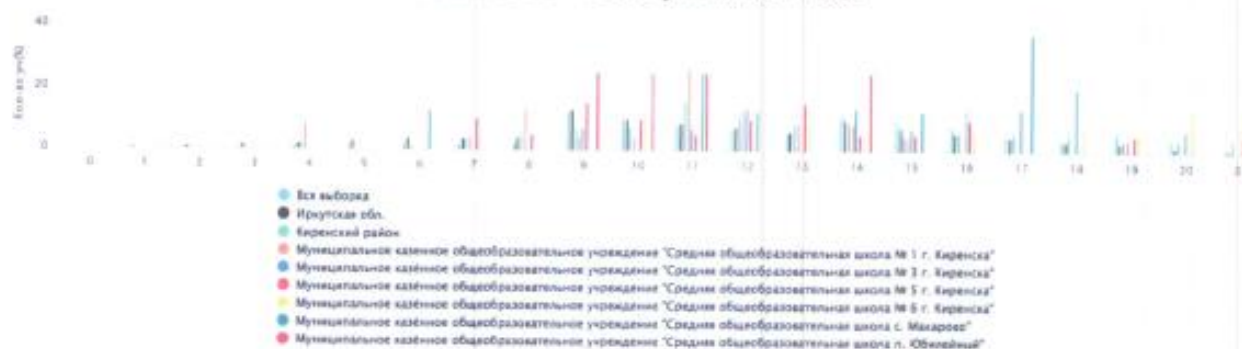 40
Кол-во уч(%)
20
0
0 1 2 3 4 5 6 7 8 9 10 11 12 13 14 15 16 17 18 19 20
Вся выборка
Иркутская обл.
Киренский район
Муниципальное казённое общеобразовательное учреждение "Средняя общеобразовательная школа № 1 г. Киренска"
Муниципальное казённое общеобразовательное учреждение "Средняя общеобразовательная школа № 3 г. Киренска"
Муниципальное казённое общеобразовательное учреждение "Средняя общеобразовательная школа № 5 г. Киренска"
Муниципальное казённое общеобразовательное учреждение "Средняя общеобразовательная школа № 6 г. Киренска"
Муниципальное казённое общеобразовательное учреждение "Средняя общеобразовательная школа с. Макарово"
Муниципальное казённое общеобразовательное учреждение "Средняя общеобразовательная школа п. Юбилейный"